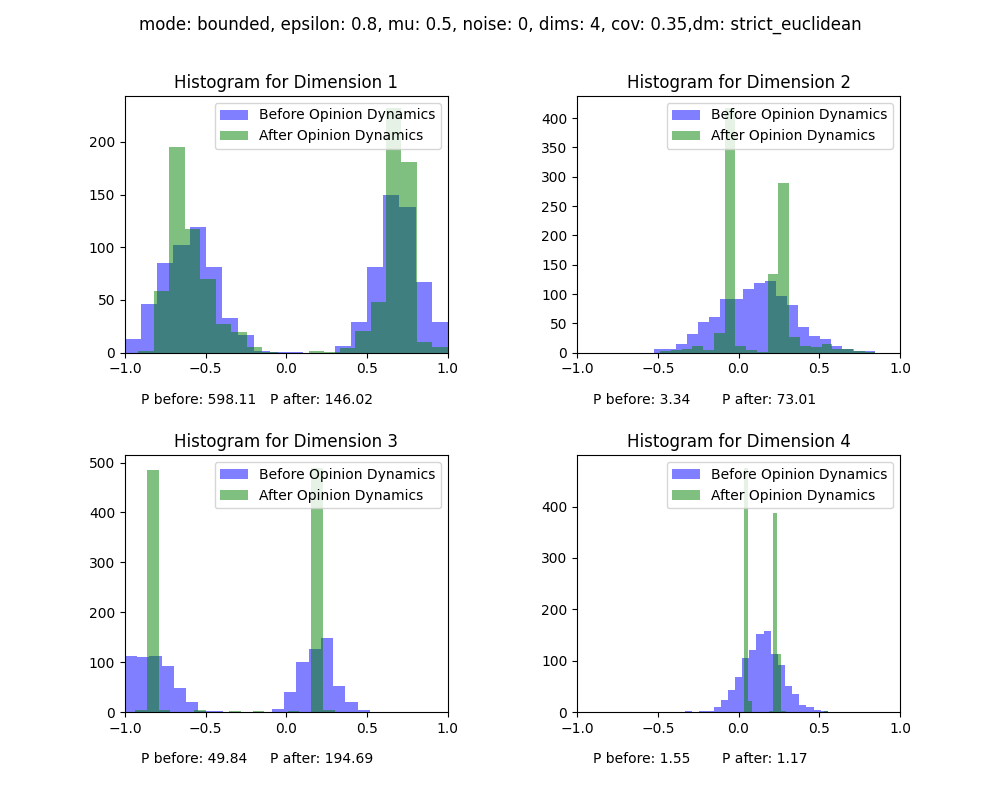 mode: bounded, epsilon: 0.8, mu: 0.5, noise: 0, dims: 4, cov: 0.35,dm: strict_euclidean
Histogram for Dimension 1
Before Opinion Dynamics
After Opinion Dynamics
200
150
100
50
0
−1.0 −0.5 0.0 0.5 1.0
P before: 598.11 P after: 146.02
Histogram for Dimension 2
Before Opinion Dynamics
After Opinion Dynamics
400
350
300
250
200
150
100
50
0
−1.0 −0.5 0.0 0.5 1.0
P before: 3.34 P after: 73.01
Histogram for Dimension 3
Before Opinion Dynamics
After Opinion Dynamics
500
400
300
200
100
0
−1.0 −0.5 0.0 0.5 1.0
P before: 49.84 P after: 194.69
Histogram for Dimension 4
Before Opinion Dynamics
After Opinion Dynamics
400
300
200
100
0
−1.0 −0.5 0.0 0.5 1.0
P before: 1.55 P after: 1.17